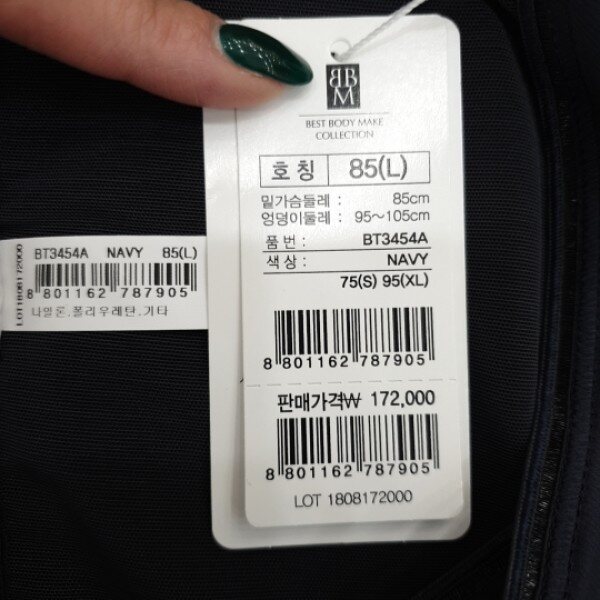 BBM
BEST BODY MAKE
COLLECTION
호칭 85(L)
밑가슴둘레 : 85cm
엉덩이둘레 : 95~105cm
품 번 : BT3454A
색 상 : NAVY
75(S) 95(XL)
8 801162 787905
판매가격₩ 172,000
8 801162 787905
LOT 1808172000
BT3454A NAVY 85(L)
8 801162 787905
나일론.폴리우레탄.기타
LOT1808172000